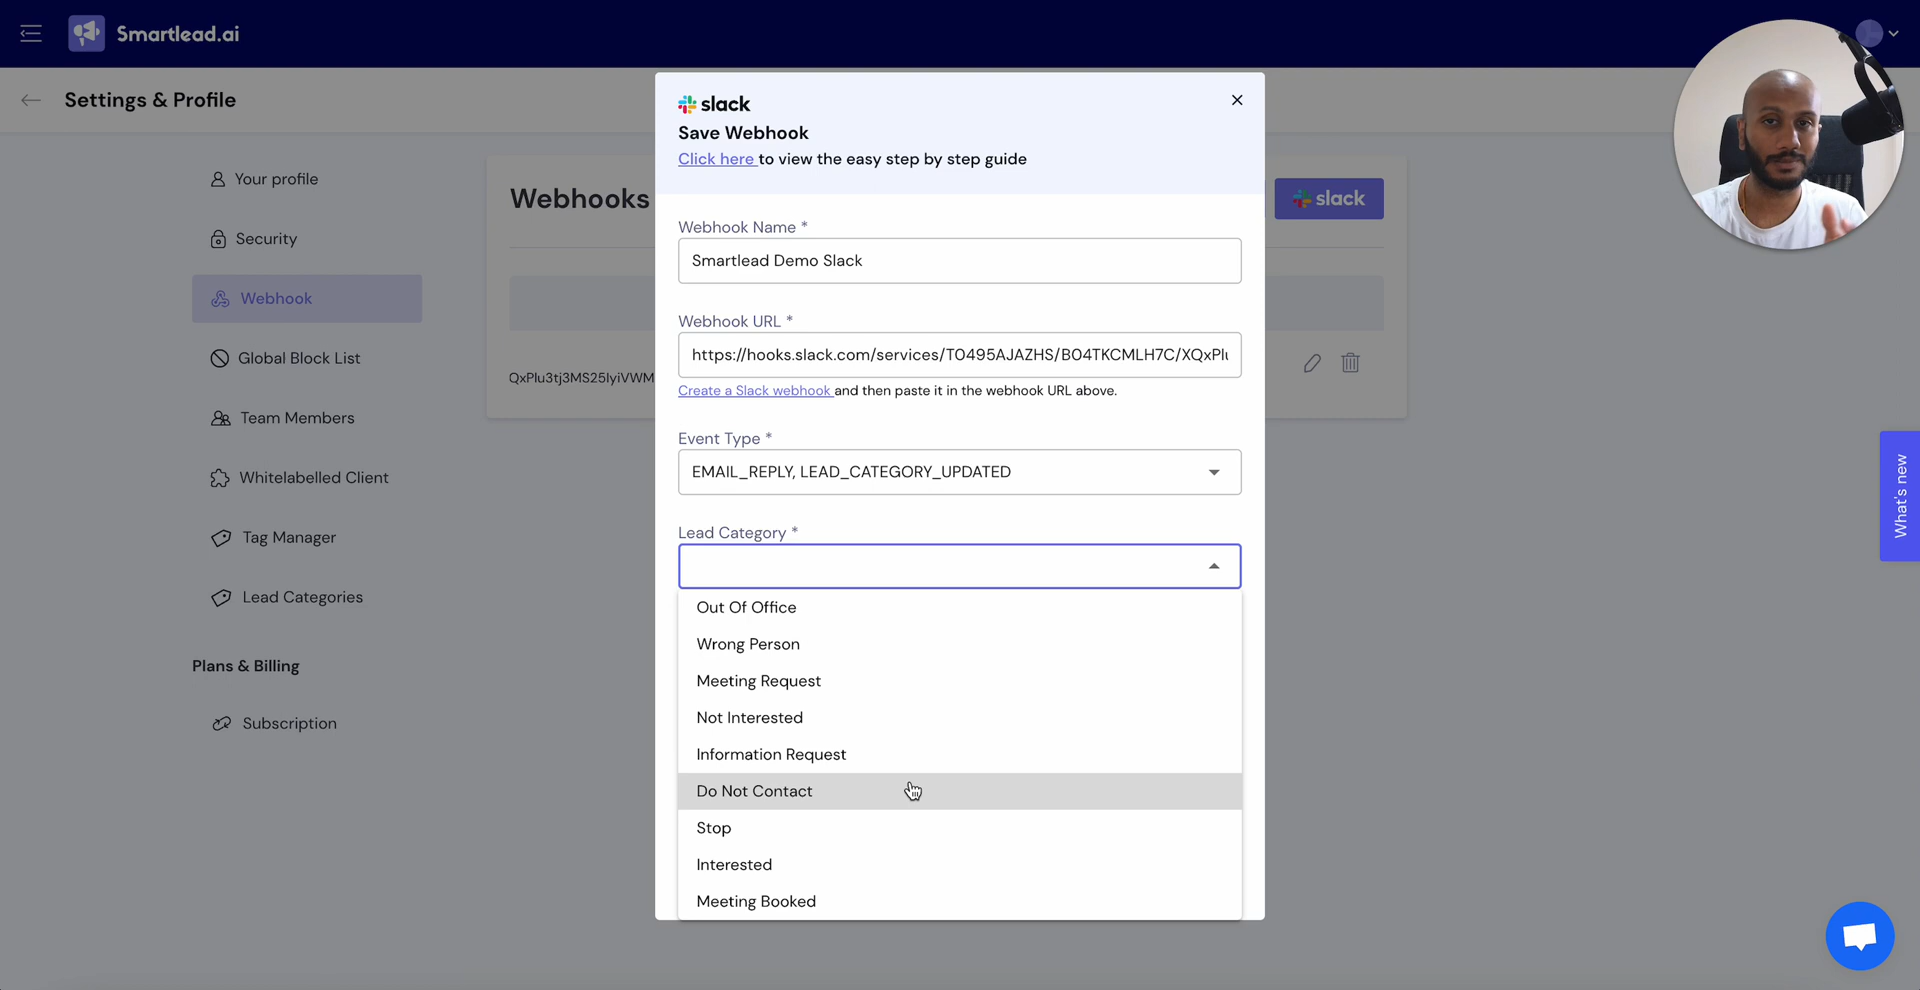 Smartlead.ai
Settings & Profile
Your profile
Security
Webhook
Global Block List
Team Members
Whitelabelled Client
Tag Manager
Lead Categories
Plans & Billing
Subscription
Webhooks
slack
QxPlu3tj3MS25IyiVWM
slack
Save Webhook
Click here to view the easy step by step guide
Webhook Name *
Smartlead Demo Slack
Webhook URL *
https://hooks.slack.com/services/T0495AJAZHS/B04TKCMLH7C/XQxPlu
Create a Slack webhook and then paste it in the webhook URL above.
Event Type *
EMAIL_REPLY, LEAD_CATEGORY_UPDATED
Lead Category *
Out Of Office
Wrong Person
Meeting Request
Not Interested
Information Request
Do Not Contact
Stop
Interested
Meeting Booked
What's new